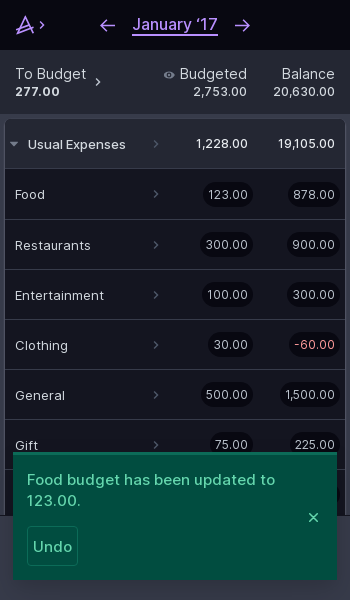 January ‘17
To Budget Budgeted Balance
277.00 2,753.00 20,630.00
Usual Expenses 1,228.00 19,105.00
Food 123.00 878.00
Restaurants 300.00 900.00
Entertainment 100.00 300.00
Clothing 30.00 -60.00
General 500.00 1,500.00
Gift 75.00 225.00
Food budget has been updated to
123.00.
Undo